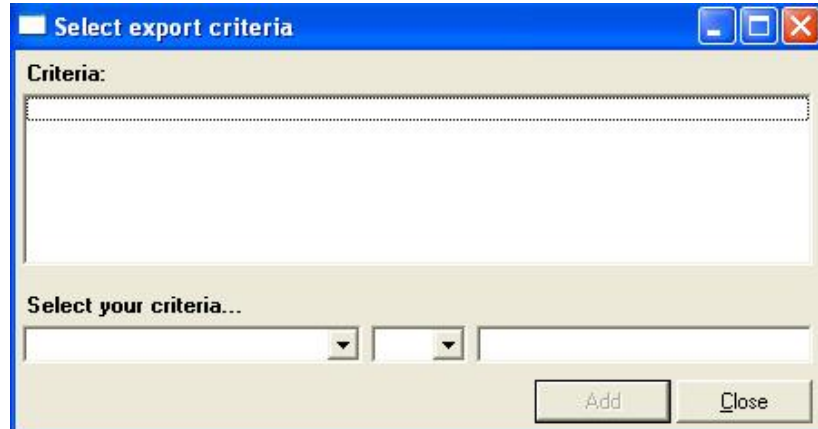 Select export criteria
Criteria:
Select your criteria...
Add
Close